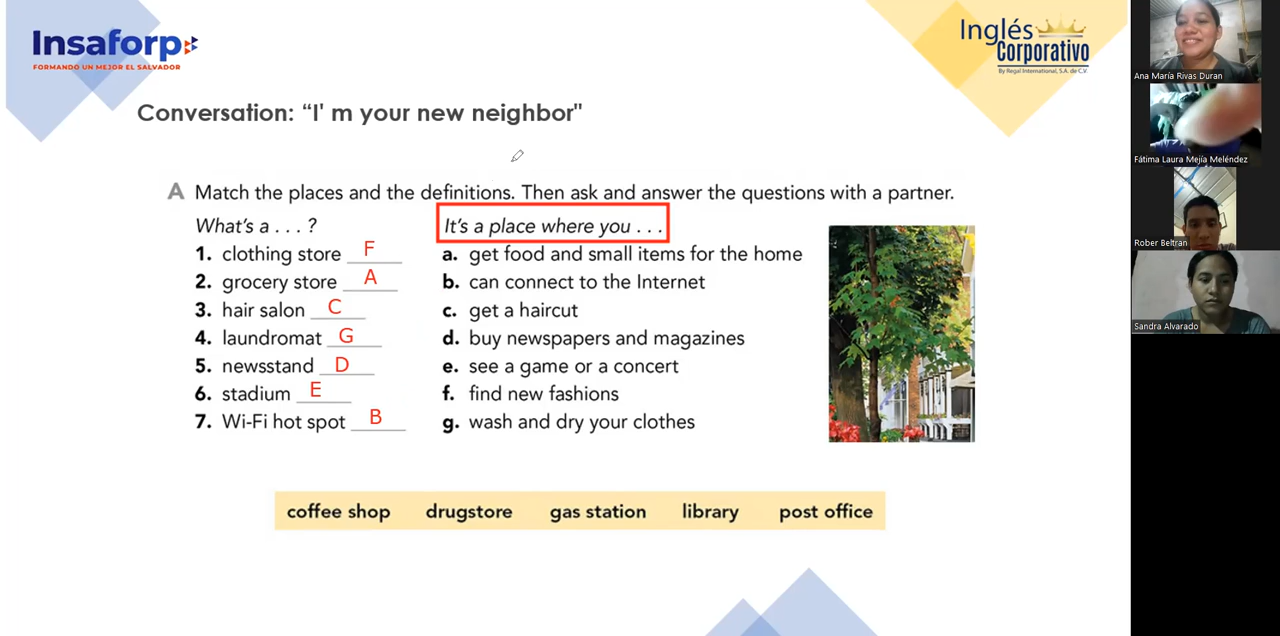 Insaforp
FORMANDO UN MEJOR EL SALVADOR
Inglés
Corporativo
By Regal International, S.A. de C.V.
Conversation: “I' m your new neighbor"
A Match the places and the definitions. Then ask and answer the questions with a partner.
What's a . . . ?
It's a place where you . . .
1. clothing store F
a. get food and small items for the home
2. grocery store A
b. can connect to the Internet
3. hair salon C
c. get a haircut
4. laundromat G
d. buy newspapers and magazines
5. newsstand D
e. see a game or a concert
6. stadium E
f. find new fashions
7. Wi-Fi hot spot B
g. wash and dry your clothes
coffee shop drugstore gas station library post office
Ana María Rivas Duran
Fátima Laura Mejía Meléndez
Rober Beltran
Sandra Alvarado